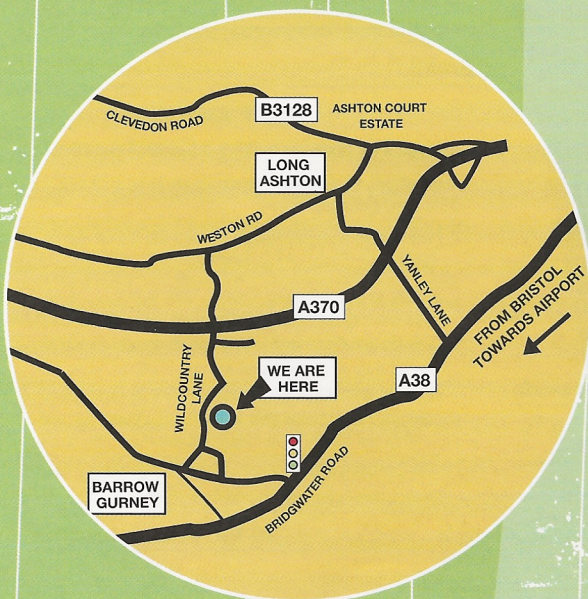 CLEVEDON ROAD
B3128
ASHTON COURT
ESTATE
LONG
ASHTON
WESTON RD
YANLEY LANE
FROM BRISTOL
TOWARDS AIRPORT
A370
WILDCOUNTRY
LANE
WE ARE
HERE
A38
BRIDGWATER ROAD
BARROW
GURNEY